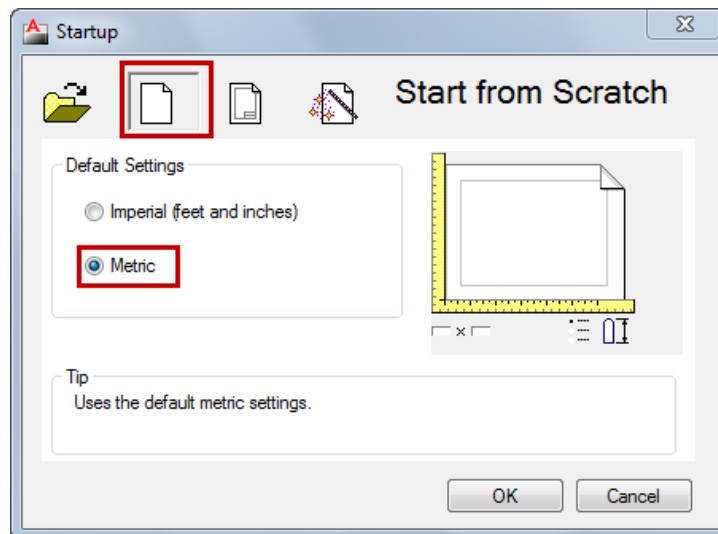 Startup
Start from Scratch
Default Settings
Imperial (feet and inches)
Metric
Tip
Uses the default metric settings.
OK
Cancel